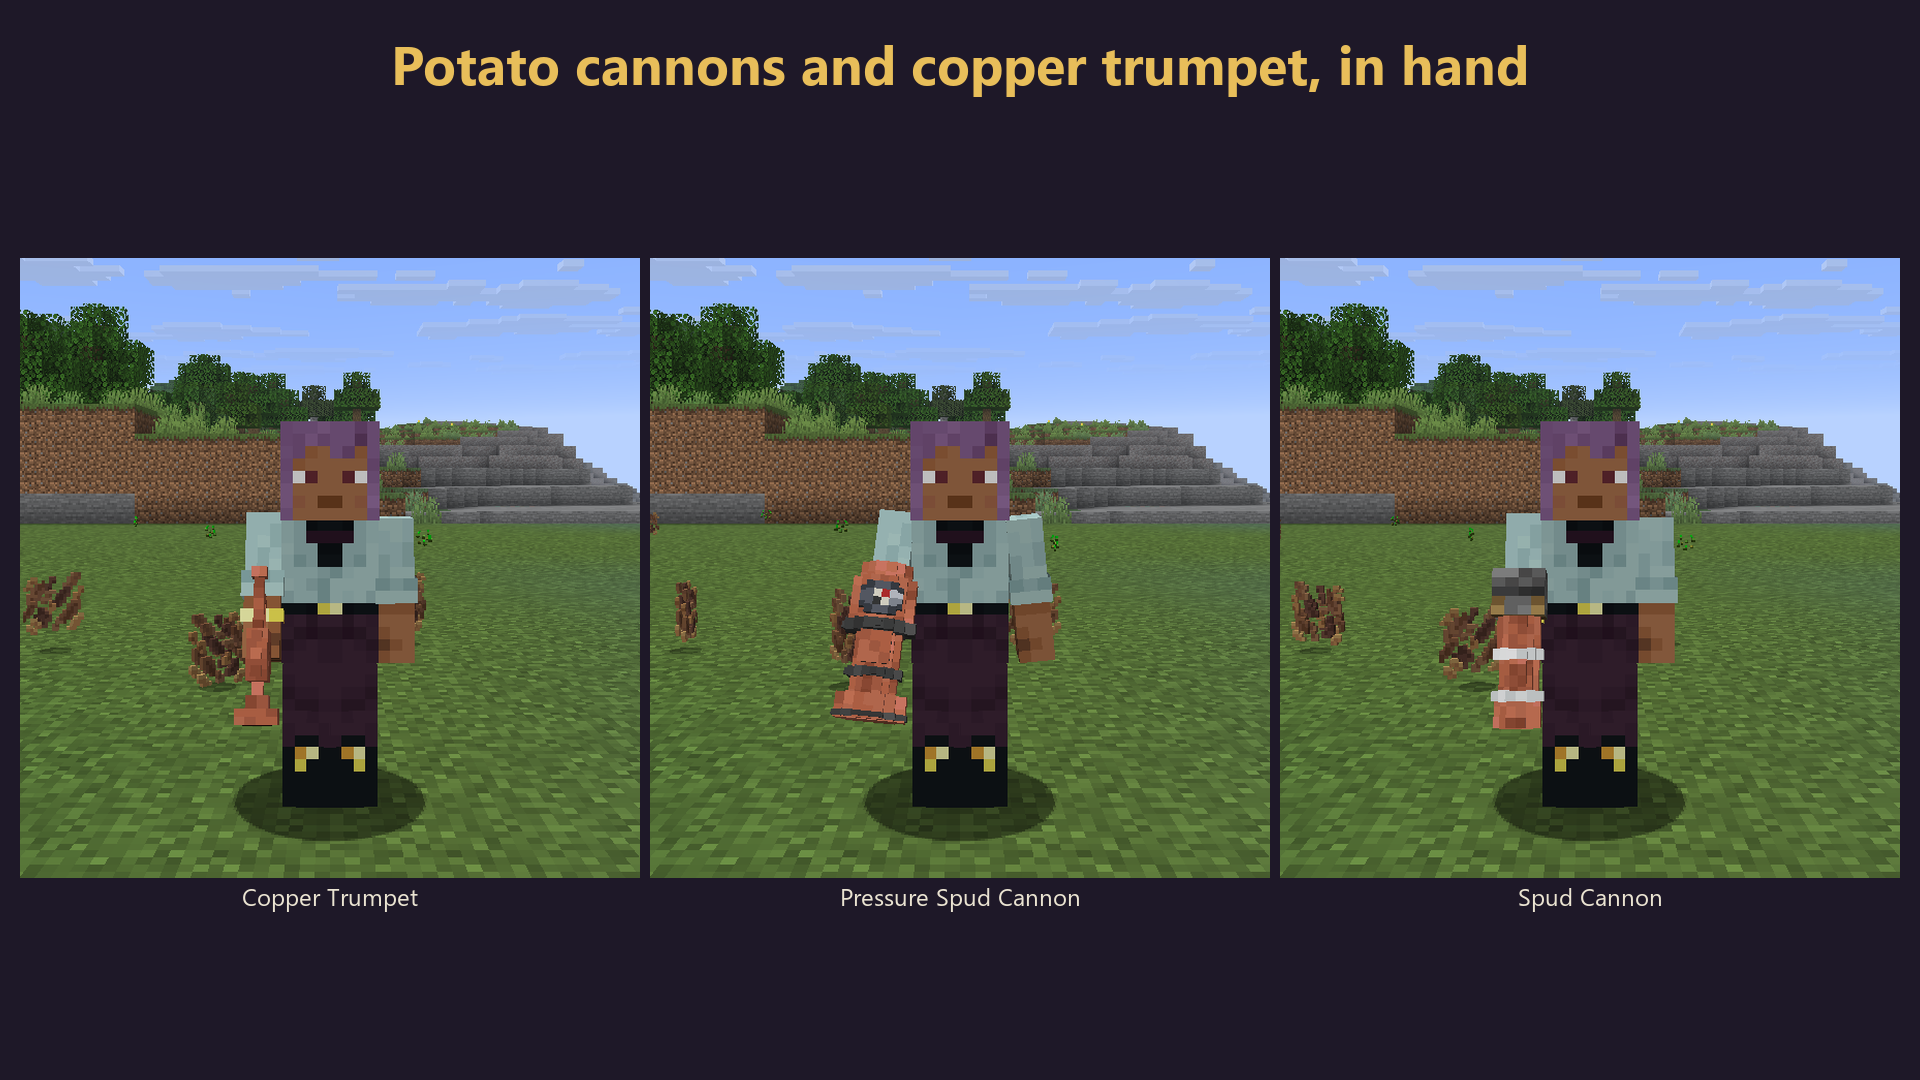 Potato cannons and copper trumpet, in hand
Copper Trumpet
Pressure Spud Cannon
Spud Cannon